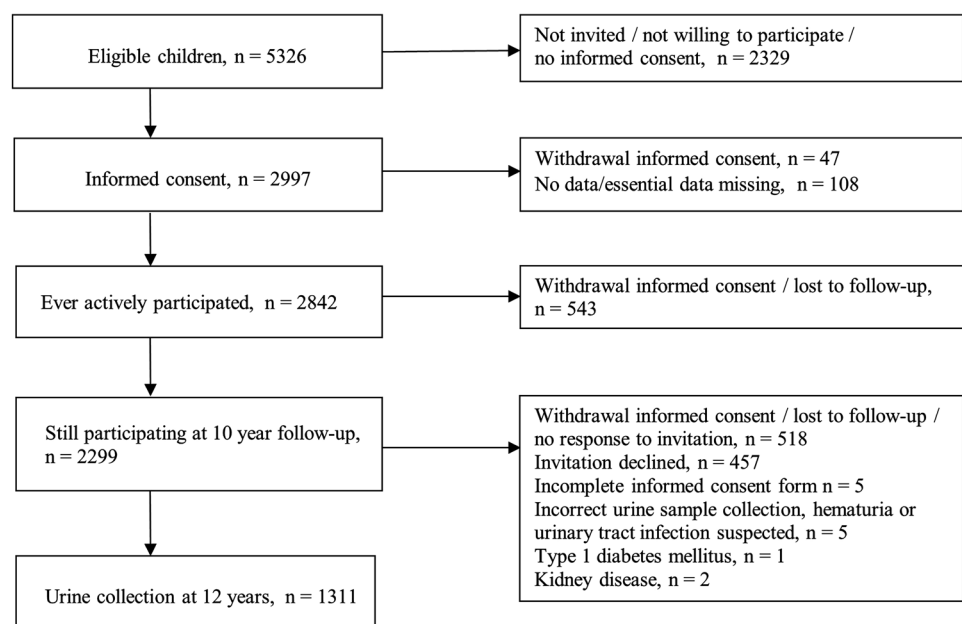 Eligible children, n = 5326
Not invited / not willing to participate /
no informed consent, n = 2329
Informed consent, n = 2997
Withdrawal informed consent, n = 47
No data/essential data missing, n = 108
Ever actively participated, n = 2842
Withdrawal informed consent / lost to follow-up,
n = 543
Still participating at 10 year follow-up,
n = 2299
Withdrawal informed consent / lost to follow-up /
no response to invitation, n = 518
Invitation declined, n = 457
Incomplete informed consent form n = 5
Incorrect urine sample collection, hematuria or
urinary tract infection suspected, n = 5
Type 1 diabetes mellitus, n = 1
Kidney disease, n = 2
Urine collection at 12 years, n = 1311